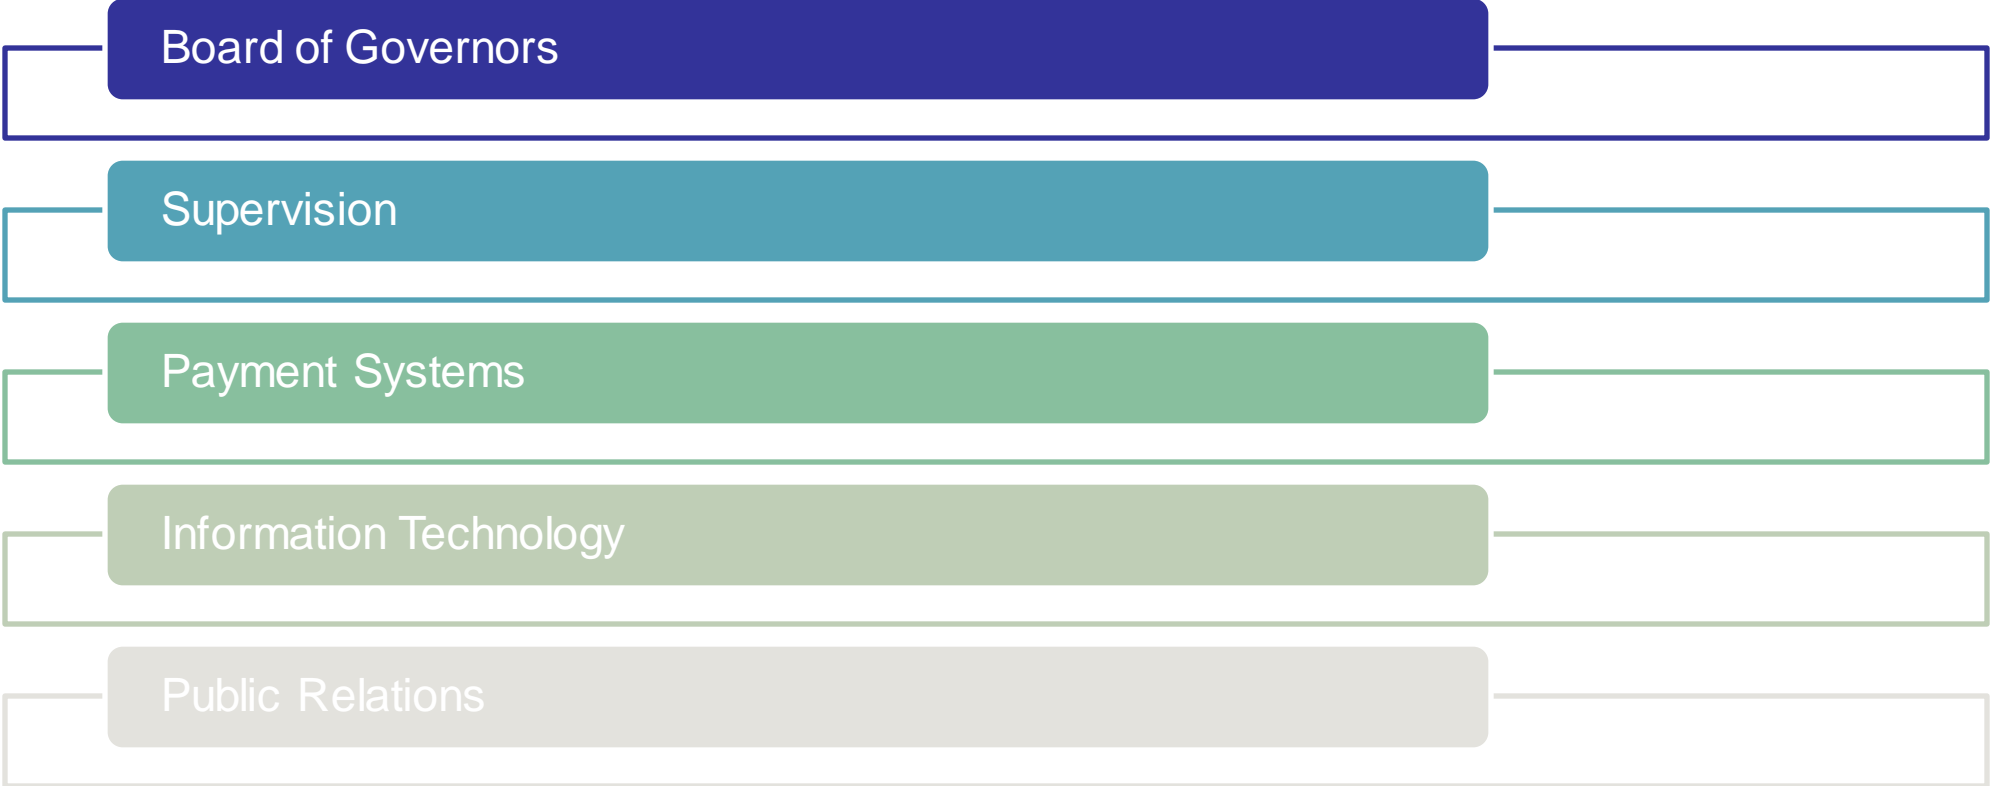 Board of Governors
Supervision
Payment Systems
Information Technology
Public Relations